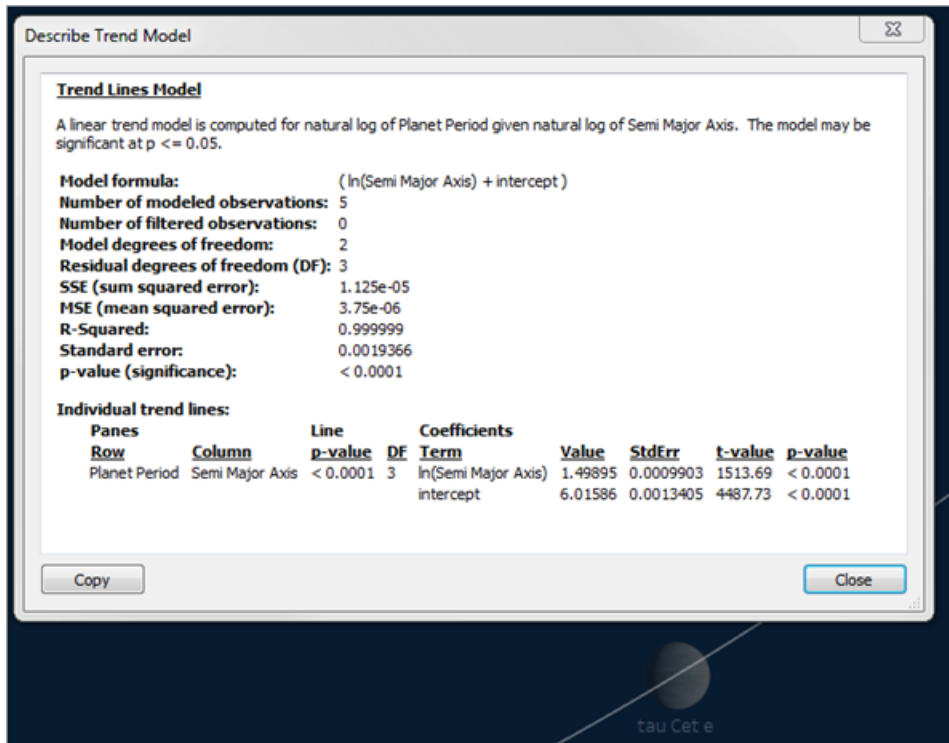 Describe Trend Model
Trend Lines Model
A linear trend model is computed for natural log of Planet Period given natural log of Semi Major Axis.  The model may be
significant at p <= 0.05.
Model formula: ( ln(Semi Major Axis) + intercept )
Number of modeled observations: 5
Number of filtered observations: 0
Model degrees of freedom: 2
Residual degrees of freedom (DF): 3
SSE (sum squared error): 1.125e-05
MSE (mean squared error): 3.75e-06
R-Squared: 0.999999
Standard error: 0.0019366
p-value (significance): < 0.0001
Individual trend lines:
Panes Line Coefficients
Row Column p-value DF Term Value StdErr t-value p-value
Planet Period Semi Major Axis < 0.0001 3 ln(Semi Major Axis) 1.49895 0.0009903 1513.69 < 0.0001
intercept 6.01586 0.0013405 4487.73 < 0.0001
Copy Close
tau Cet e